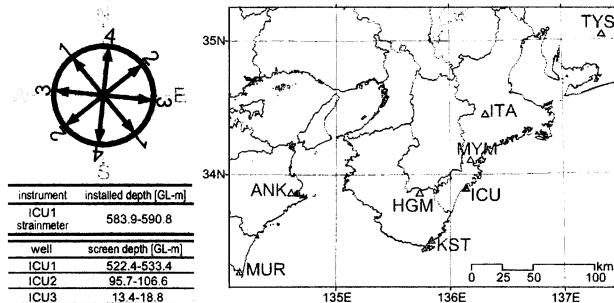 N
4
1 2
3 3 E
2 1
4
S
instrument installed depth [GL-m]
ICU1 strainmeter 583.9-590.8
well screen depth [GL-m]
ICU1 522.4-533.4
ICU2 95.7-106.6
ICU3 13.4-18.8
TYS
35N
ITA
MYM
34N
ANK
HGM
ICU
KST
MUR
km
0 25 50 100
135E 136E 137E